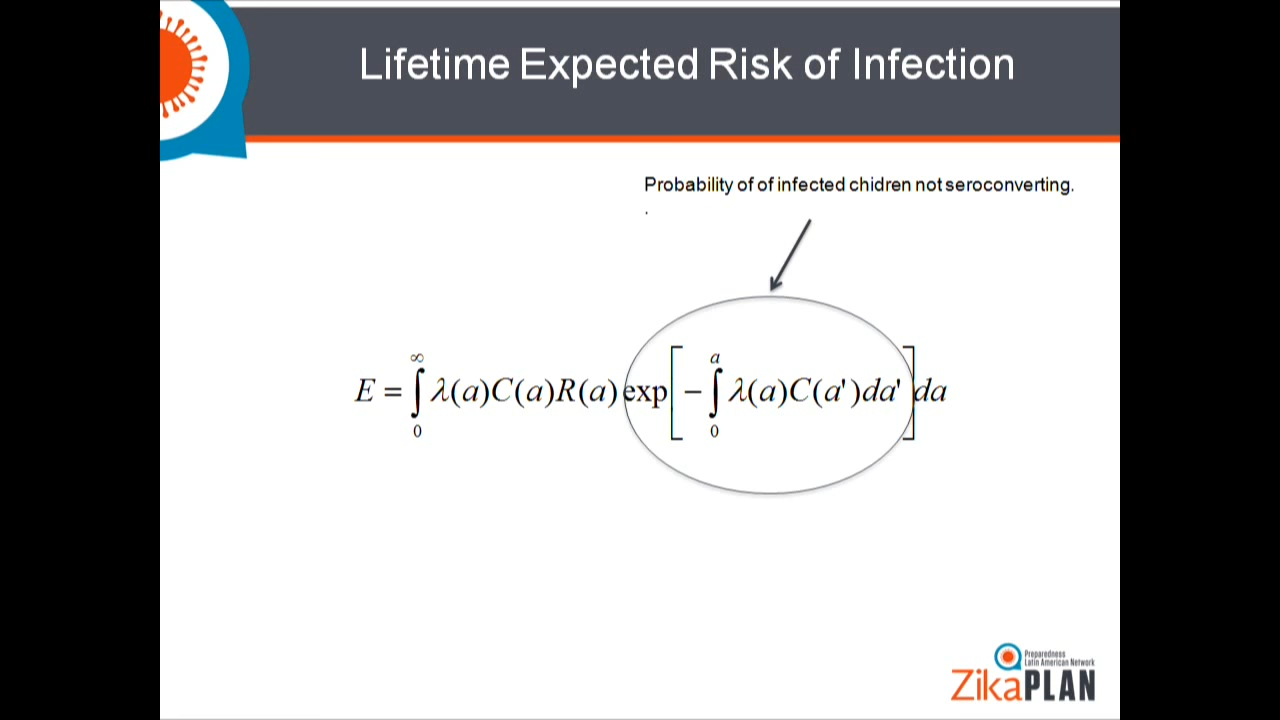 Lifetime Expected Risk of Infection
Probability of of infected chidren not seroconverting.
.
E = ∫₀^∞ λ(a)C(a)R(a) exp[ − ∫₀^a λ(a)C(a')da' ] da
Preparedness
Latin American Network
ZikaPLAN